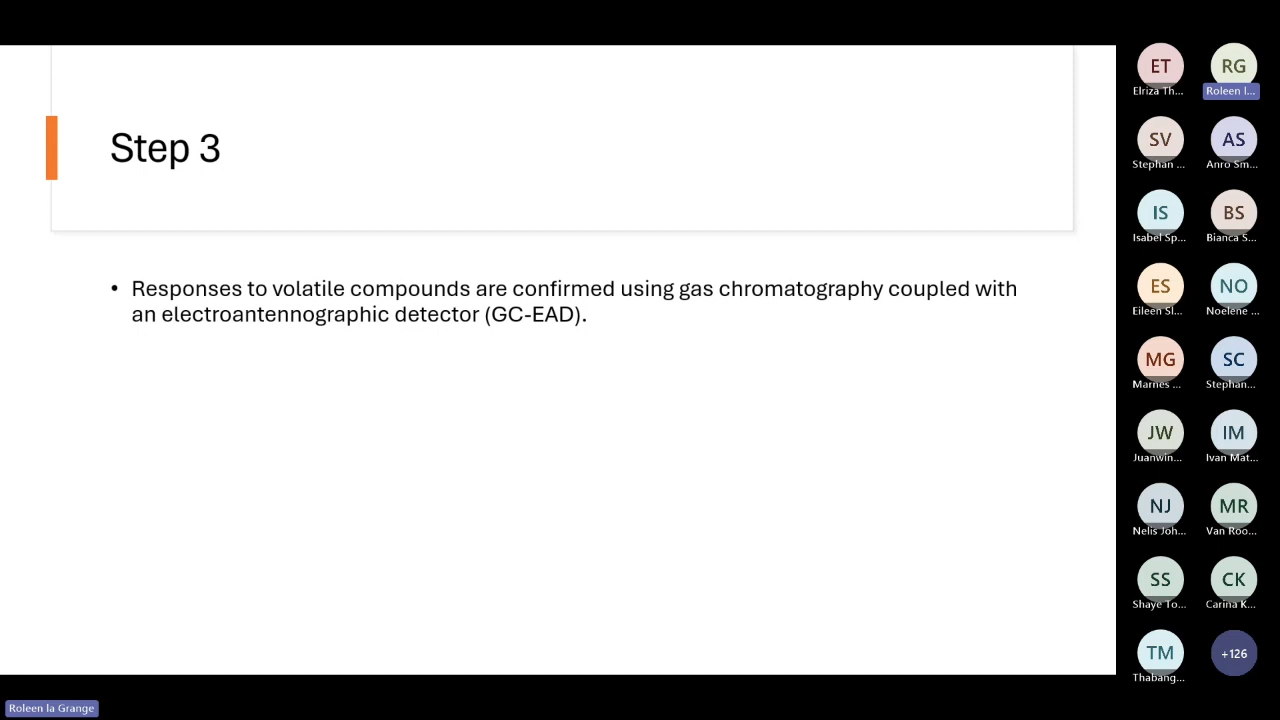 Step 3
• Responses to volatile compounds are confirmed using gas chromatography coupled with
an electroantennographic detector (GC-EAD).
ET
Elriza Th...
RG
Roleen l...
SV
Stephan ...
AS
Anro Sm...
IS
Isabel Sp...
BS
Bianca S...
ES
Eileen Sl...
NO
Noelene ...
MG
Marnes ...
SC
Stephan...
JW
Juanwin...
IM
Ivan Mat...
NJ
Nelis Joh...
MR
Van Roo...
SS
Shaye To...
CK
Carina K...
TM
Thabang...
+126
Roleen la Grange